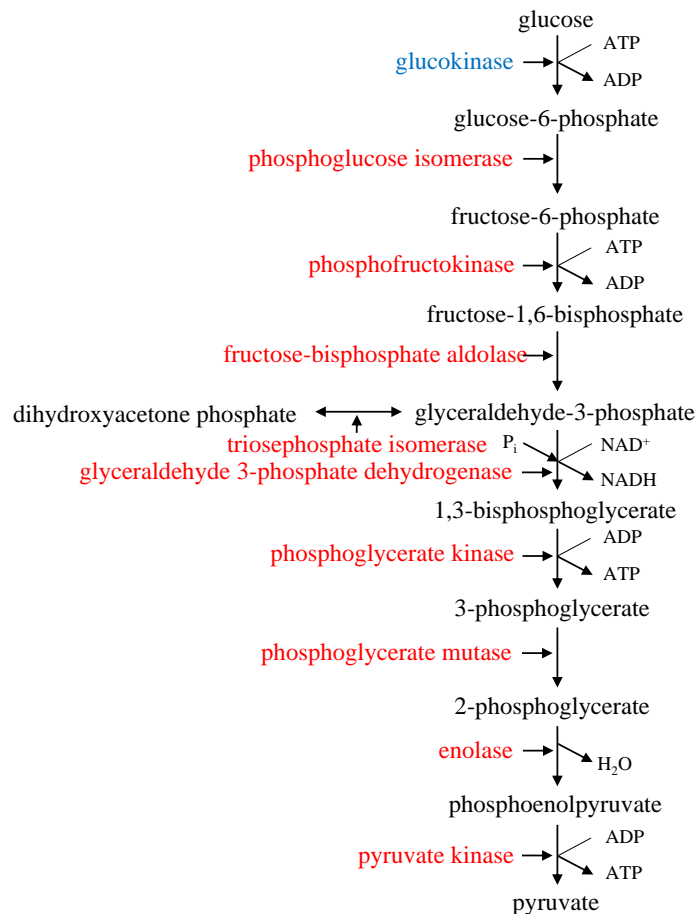 glucose
ATP
glucokinase
ADP
glucose-6-phosphate
phosphoglucose isomerase
fructose-6-phosphate
ATP
phosphofructokinase
ADP
fructose-1,6-bisphosphate
fructose-bisphosphate aldolase
dihydroxyacetone phosphate glyceraldehyde-3-phosphate
triosephosphate isomerase Pi NAD+
glyceraldehyde 3-phosphate dehydrogenase NADH
1,3-bisphosphoglycerate
ADP
phosphoglycerate kinase
ATP
3-phosphoglycerate
phosphoglycerate mutase
2-phosphoglycerate
enolase
H2O
phosphoenolpyruvate
ADP
pyruvate kinase
ATP
pyruvate